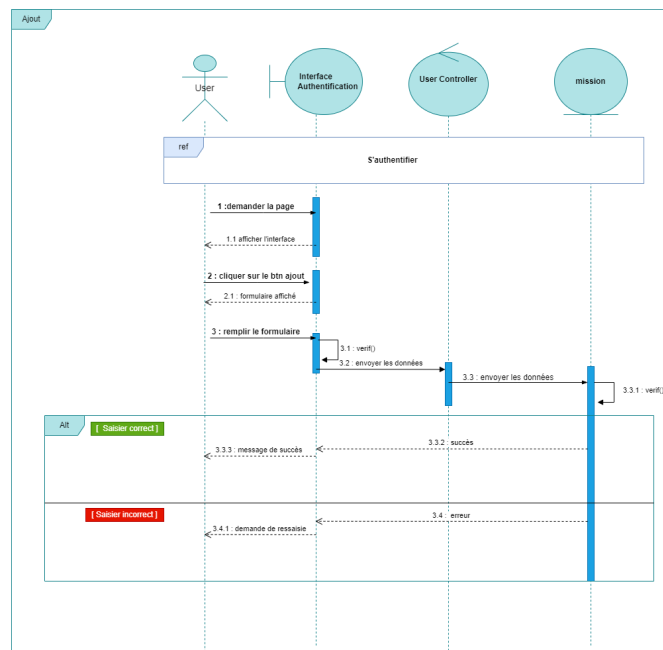 Ajout
User
Interface
Authentification
User Controller
mission
ref
S'authentifier
1 :demander la page
1.1 afficher l'interface
2 : cliquer sur le btn ajout
2.1 : formulaire affiché
3 : remplir le formulaire
3.1 : verif()
3.2 : envoyer les données
3.3 : envoyer les données
3.3.1 : verif()
Alt
[ Saisier correct ]
3.3.2 : succès
3.3.3 : message de succès
[ Saisier incorrect ]
3.4 : erreur
3.4.1 : demande de ressaisie